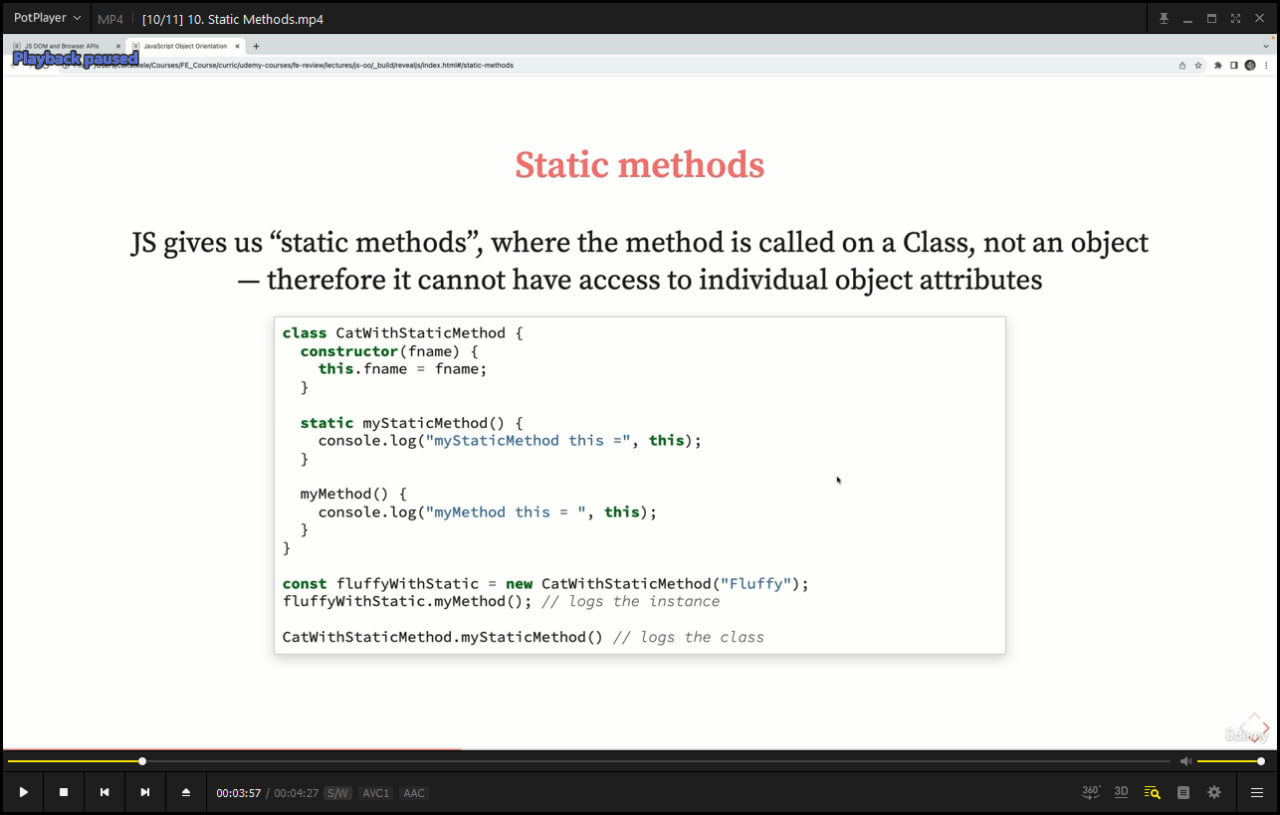 PotPlayer
MP4
[10/11] 10. Static Methods.mp4
JS DOM and Browser APIs
JavaScript Object Orientation
Playback paused
/Courses/FE_Course/curric/udemy-courses/fe-review/lectures/js-oo/_build/revealjs/index.html#/static-methods
Static methods
JS gives us “static methods”, where the method is called on a Class, not an object
— therefore it cannot have access to individual object attributes
class CatWithStaticMethod {
constructor(fname) {
this.fname = fname;
}
static myStaticMethod() {
console.log("myStaticMethod this =", this);
}
myMethod() {
console.log("myMethod this = ", this);
}
}
const fluffyWithStatic = new CatWithStaticMethod("Fluffy");
fluffyWithStatic.myMethod(); // logs the instance
CatWithStaticMethod.myStaticMethod() // logs the class
ûdemy
00:03:57 / 00:04:27 S/W AVC1 AAC
360° 3D